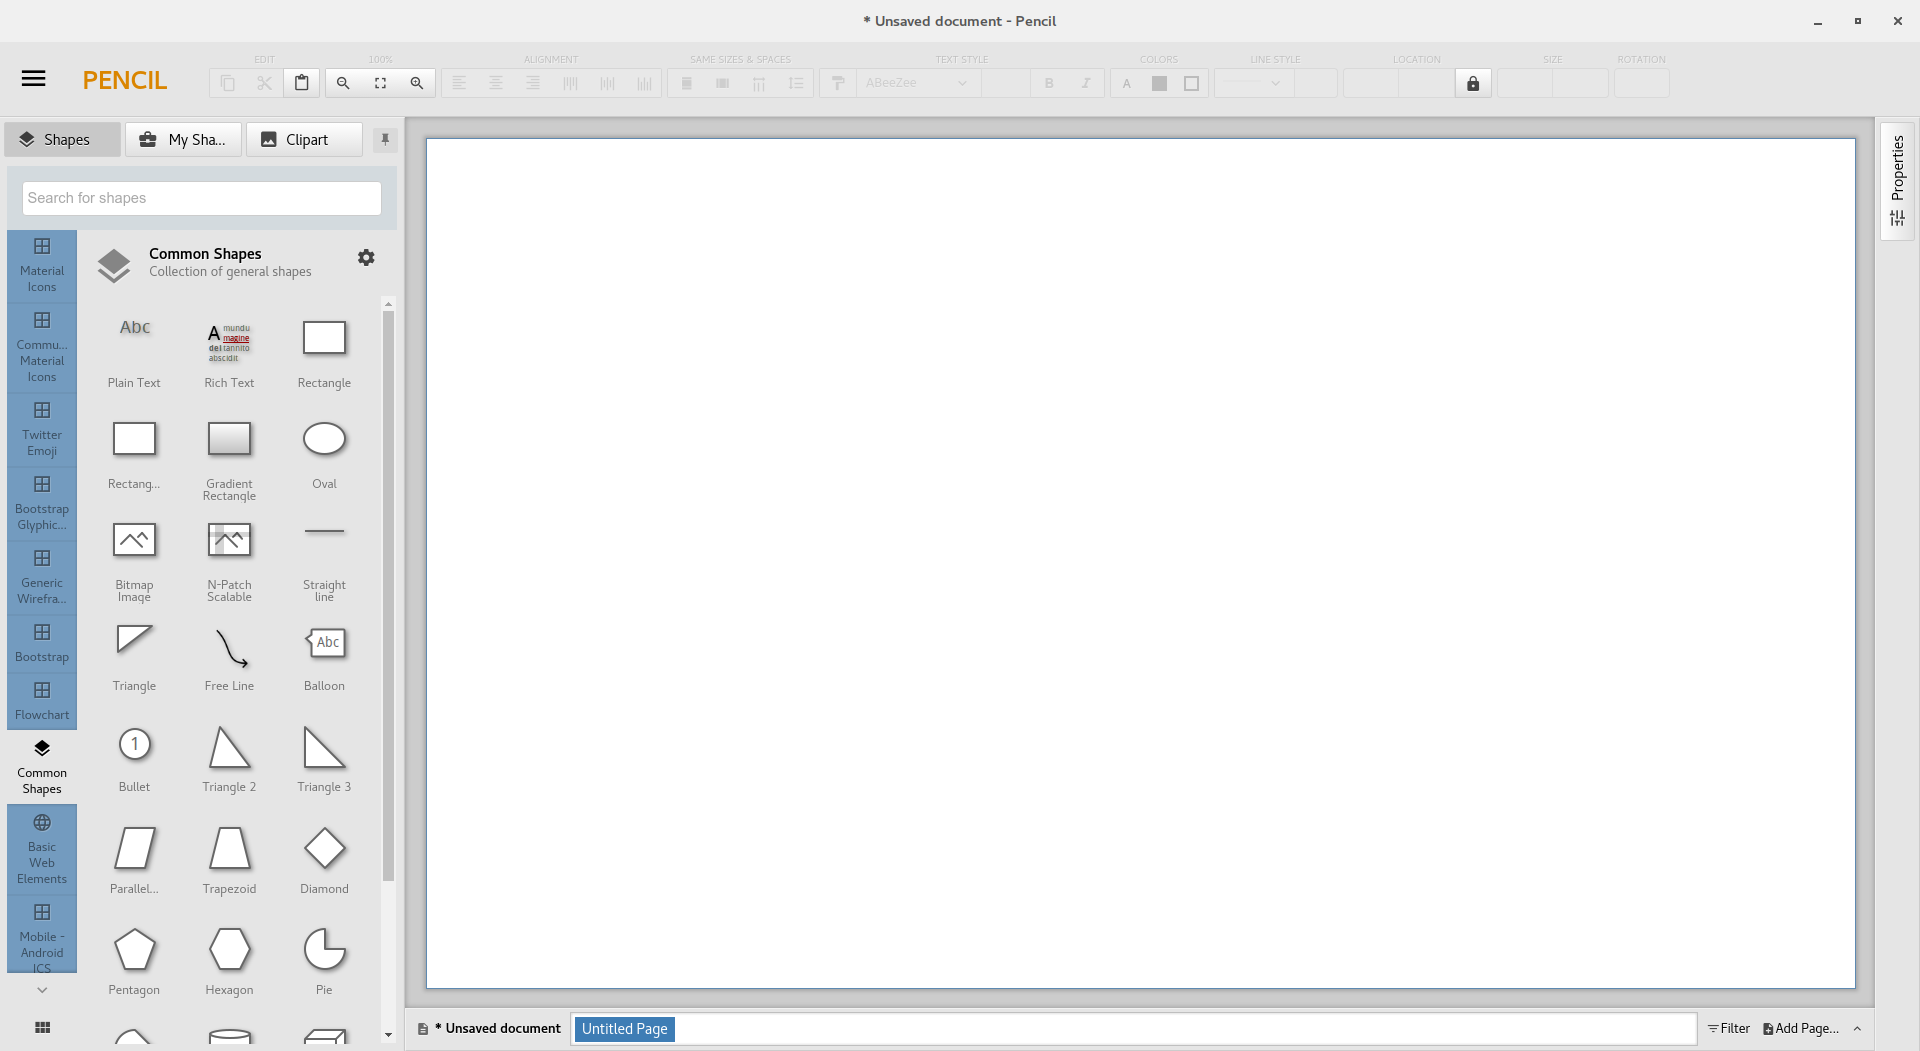 * Unsaved document - Pencil
PENCIL
EDIT
100%
ALIGNMENT
SAME SIZES & SPACES
TEXT STYLE
COLORS
LINE STYLE
LOCATION
SIZE
ROTATION
ABeeZee
B
I
A
Shapes
My Sha...
Clipart
Search for shapes
Material
Icons
Commu...
Material
Icons
Twitter
Emoji
Bootstrap
Glyphic...
Generic
Wirefra...
Bootstrap
Flowchart
Common
Shapes
Basic
Web
Elements
Mobile -
Android
ICS
Common Shapes
Collection of general shapes
Abc
Plain Text
A mundu
magine
del tannito
abscidit
Rich Text
Rectangle
Rectang...
Gradient
Rectangle
Oval
Bitmap
Image
N-Patch
Scalable
Straight
line
Triangle
Free Line
Abc
Balloon
1
Bullet
Triangle 2
Triangle 3
Parallel...
Trapezoid
Diamond
Pentagon
Hexagon
Pie
Properties
* Unsaved document
Untitled Page
Filter
Add Page...